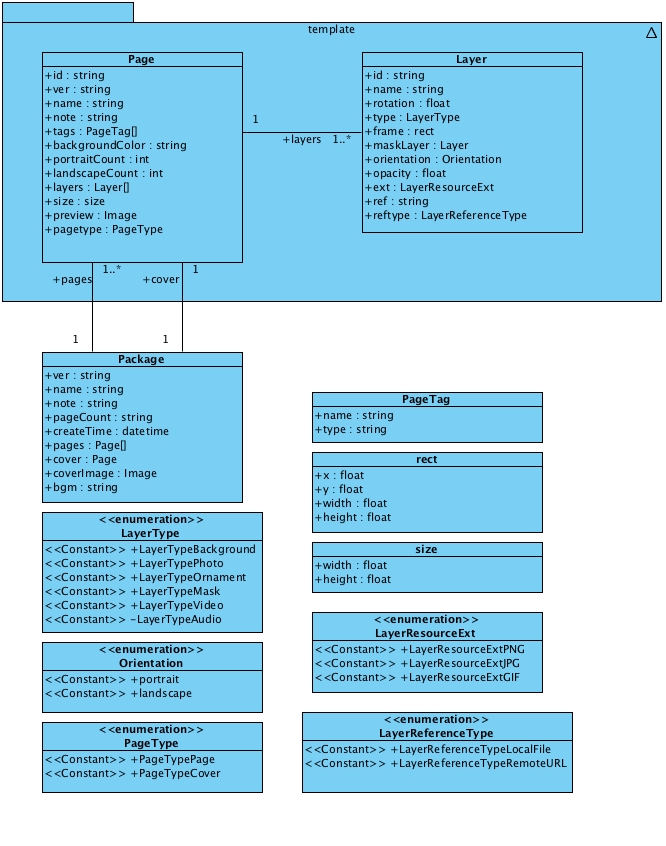 template
Page
+id : string
+ver : string
+name : string
+note : string
+tags : PageTag[]
+backgroundColor : string
+portraitCount : int
+landscapeCount : int
+layers : Layer[]
+size : size
+preview : Image
+pagetype : PageType
1
+layers 1..*
Layer
+id : string
+name : string
+rotation : float
+type : LayerType
+frame : rect
+maskLayer : Layer
+orientation : Orientation
+opacity : float
+ext : LayerResourceExt
+ref : string
+reftype : LayerReferenceType
1..* 1
+pages +cover
1 1
Package
+ver : string
+name : string
+note : string
+pageCount : string
+createTime : datetime
+pages : Page[]
+cover : Page
+coverImage : Image
+bgm : string
PageTag
+name : string
+type : string
rect
+x : float
+y : float
+width : float
+height : float
size
+width : float
+height : float
<<enumeration>>
LayerType
<<Constant>> +LayerTypeBackground
<<Constant>> +LayerTypePhoto
<<Constant>> +LayerTypeOrnament
<<Constant>> +LayerTypeMask
<<Constant>> +LayerTypeVideo
<<Constant>> -LayerTypeAudio
<<enumeration>>
Orientation
<<Constant>> +portrait
<<Constant>> +landscape
<<enumeration>>
PageType
<<Constant>> +PageTypePage
<<Constant>> +PageTypeCover
<<enumeration>>
LayerResourceExt
<<Constant>> +LayerResourceExtPNG
<<Constant>> +LayerResourceExtJPG
<<Constant>> +LayerResourceExtGIF
<<enumeration>>
LayerReferenceType
<<Constant>> +LayerReferenceTypeLocalFile
<<Constant>> +LayerReferenceTypeRemoteURL